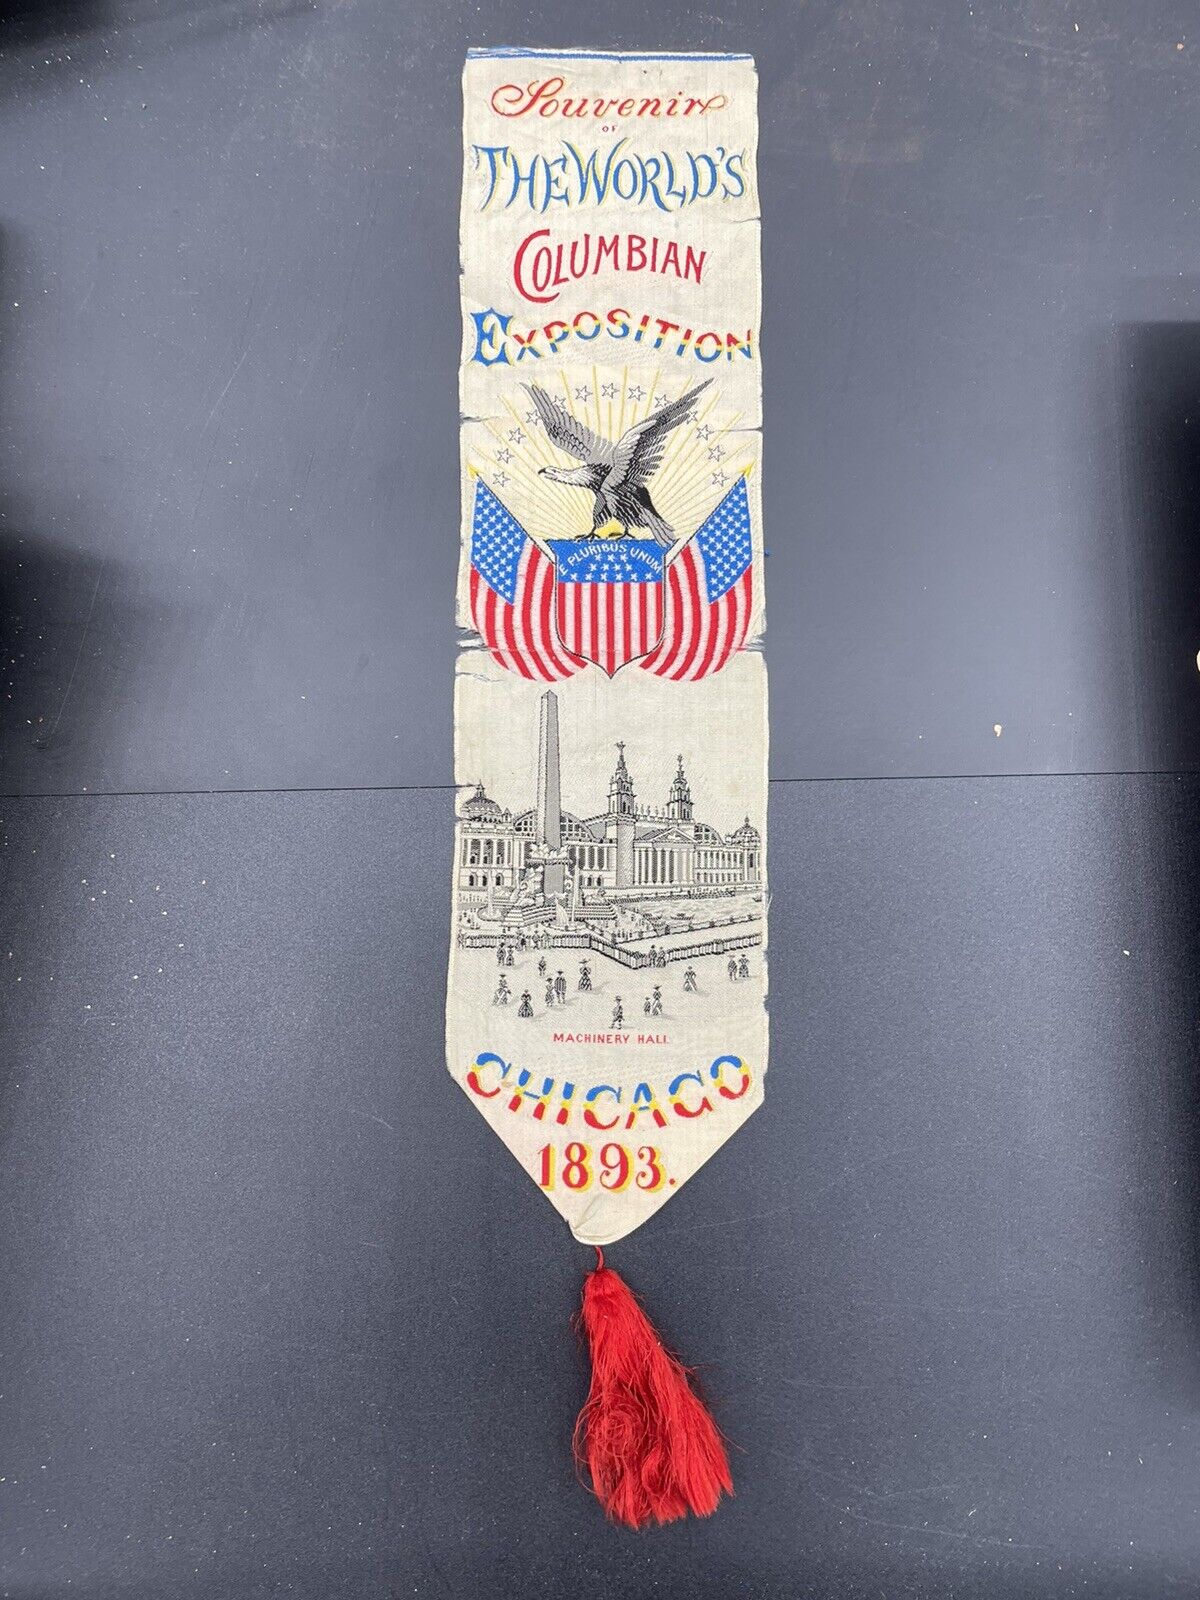 Souvenir
OF
THE WORLD'S
COLUMBIAN
EXPOSITION
E PLURIBUS UNUM
MACHINERY HALL
CHICAGO
1893.